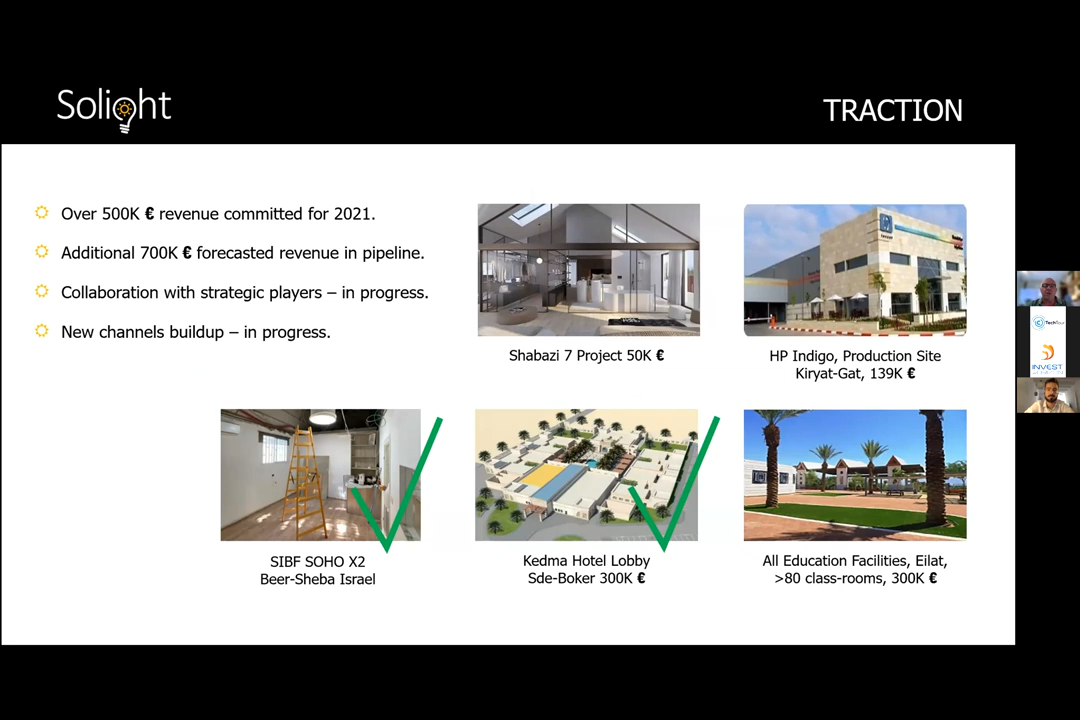 Solight
TRACTION
Over 500K € revenue committed for 2021.
Additional 700K € forecasted revenue in pipeline.
Collaboration with strategic players – in progress.
New channels buildup – in progress.
Shabazi 7 Project 50K €
HP Indigo, Production Site
Kiryat-Gat, 139K €
SIBF SOHO X2
Beer-Sheba Israel
Kedma Hotel Lobby
Sde-Boker 300K €
All Education Facilities, Eilat,
>80 class-rooms, 300K €
TechTour
INVEST